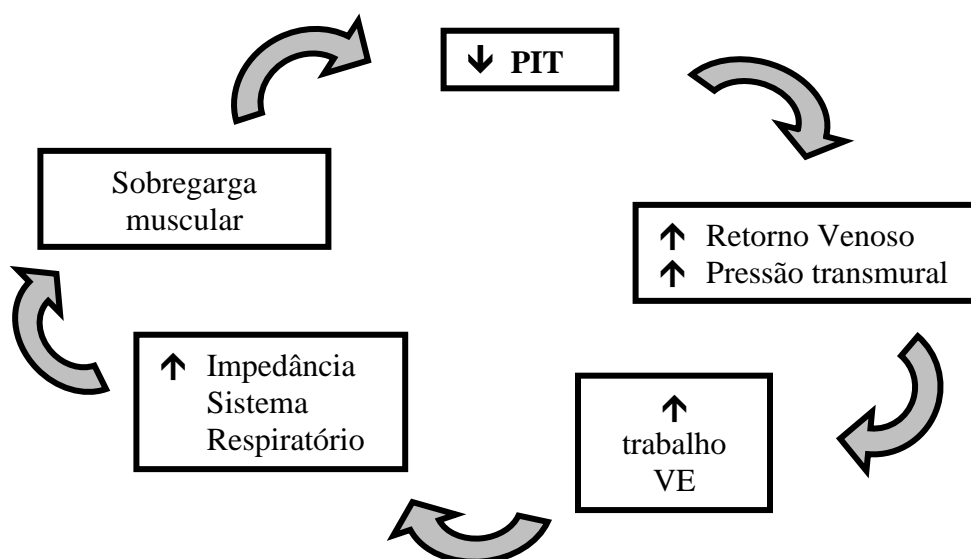 ↓ PIT
↑ Retorno Venoso
↑ Pressão transmural
↑
trabalho
VE
↑ Impedância
Sistema
Respiratório
Sobregarga
muscular